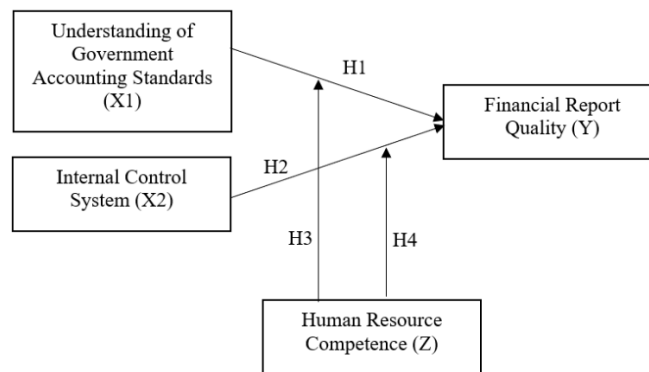 Understanding of
Government
Accounting Standards
(X1)
H1
Financial Report
Quality (Y)
Internal Control
System (X2)
H2
H3
H4
Human Resource
Competence (Z)